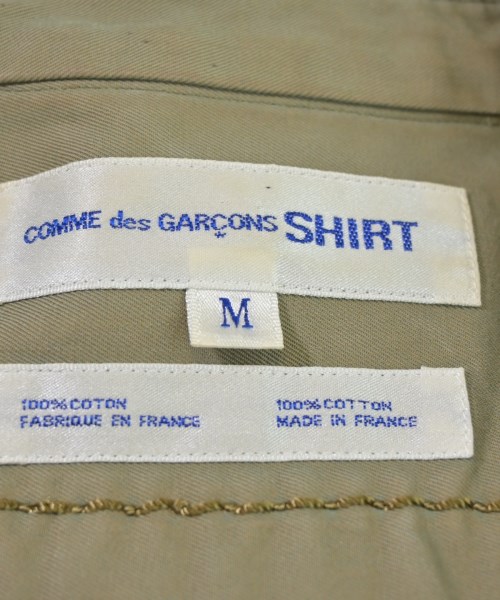 COMME des GARÇONS SHIRT
M
100% COTON
FABRIQUE EN FRANCE
100% COTTON
MADE IN FRANCE